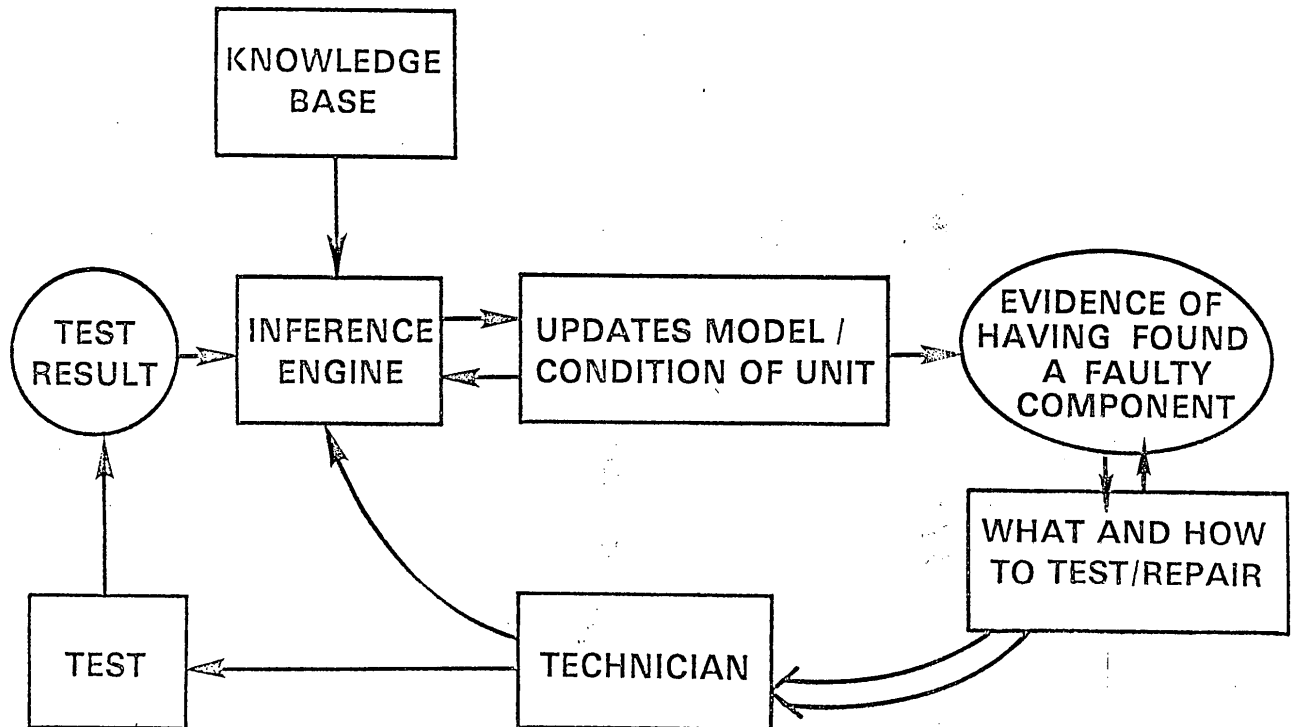 KNOWLEDGE
BASE
TEST
RESULT
INFERENCE
ENGINE
UPDATES MODEL /
CONDITION OF UNIT
EVIDENCE OF
HAVING FOUND
A FAULTY
COMPONENT
WHAT AND HOW
TO TEST/REPAIR
TEST
TECHNICIAN